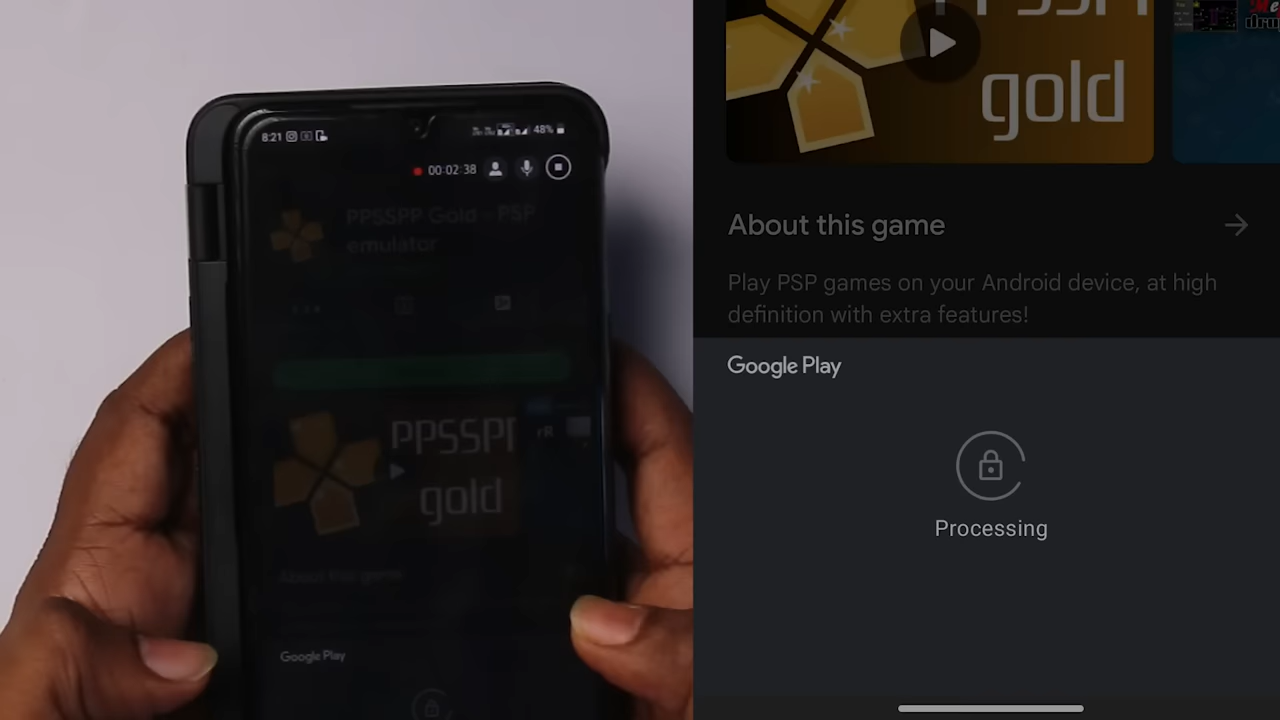 8:21
48%
00:02:38
PPSSPP Gold - PSP
emulator
PPSSPP
gold
About this game
Google Play
PPSSPP
gold
About this game
Play PSP games on your Android device, at high
definition with extra features!
Google Play
Processing